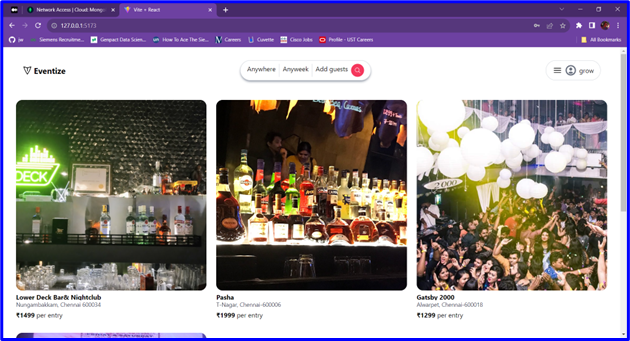 Network Access | Cloud: Mong
Vite + React
127.0.0.1:5173
jw
Siemens Recruitme...
Genpact Data Scien...
How To Ace The Sie...
Careers
Cuvette
Cisco Jobs
Profile - UST Careers
All Bookmarks
Eventize
Anywhere
Anyweek
Add guests
grow
DECK
2000
Lower Deck Bar& Nightclub
Nungambakkam, Chennai 600034
₹1499 per entry
Pasha
T-Nagar, Chennai-600006
₹1999 per entry
Gatsby 2000
Alwarpet, Chennai-600018
₹1299 per entry